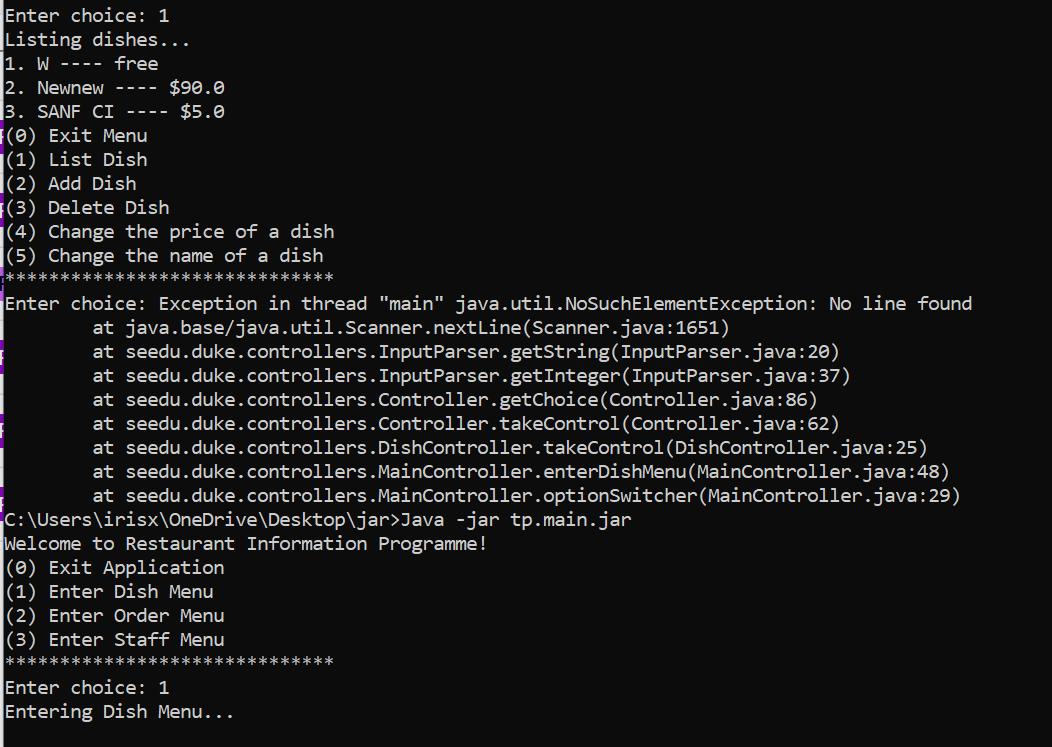 Enter choice: 1
Listing dishes...
1. W ---- free
2. Newnew ---- $90.0
3. SANF CI ---- $5.0
(0) Exit Menu
(1) List Dish
(2) Add Dish
(3) Delete Dish
(4) Change the price of a dish
(5) Change the name of a dish
******************************
Enter choice: Exception in thread "main" java.util.NoSuchElementException: No line found
        at java.base/java.util.Scanner.nextLine(Scanner.java:1651)
        at seedu.duke.controllers.InputParser.getString(InputParser.java:20)
        at seedu.duke.controllers.InputParser.getInteger(InputParser.java:37)
        at seedu.duke.controllers.Controller.getChoice(Controller.java:86)
        at seedu.duke.controllers.Controller.takeControl(Controller.java:62)
        at seedu.duke.controllers.DishController.takeControl(DishController.java:25)
        at seedu.duke.controllers.MainController.enterDishMenu(MainController.java:48)
        at seedu.duke.controllers.MainController.optionSwitcher(MainController.java:29)
C:\Users\irisx\OneDrive\Desktop\jar>Java -jar tp.main.jar
Welcome to Restaurant Information Programme!
(0) Exit Application
(1) Enter Dish Menu
(2) Enter Order Menu
(3) Enter Staff Menu
******************************
Enter choice: 1
Entering Dish Menu...